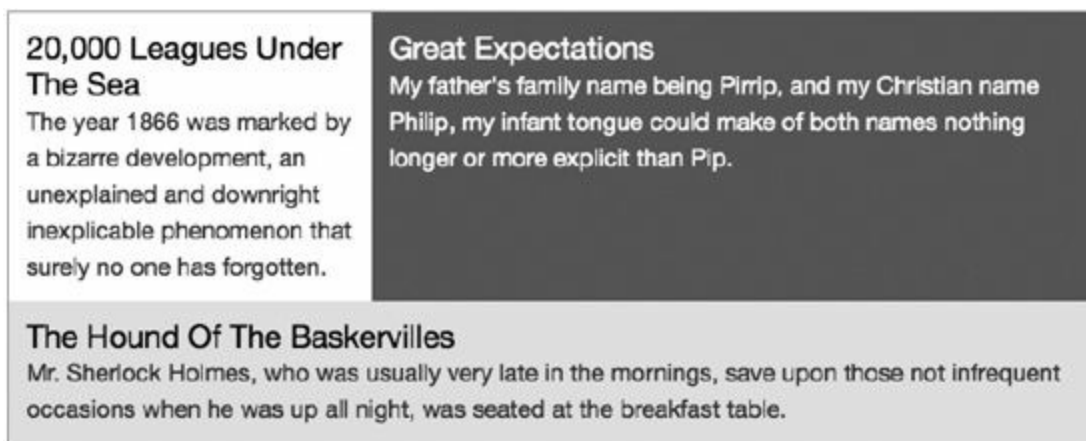 20,000 Leagues Under
The Sea
The year 1866 was marked by
a bizarre development, an
unexplained and downright
inexplicable phenomenon that
surely no one has forgotten.
Great Expectations
My father's family name being Pirrip, and my Christian name
Philip, my infant tongue could make of both names nothing
longer or more explicit than Pip.
The Hound Of The Baskervilles
Mr. Sherlock Holmes, who was usually very late in the mornings, save upon those not infrequent
occasions when he was up all night, was seated at the breakfast table.